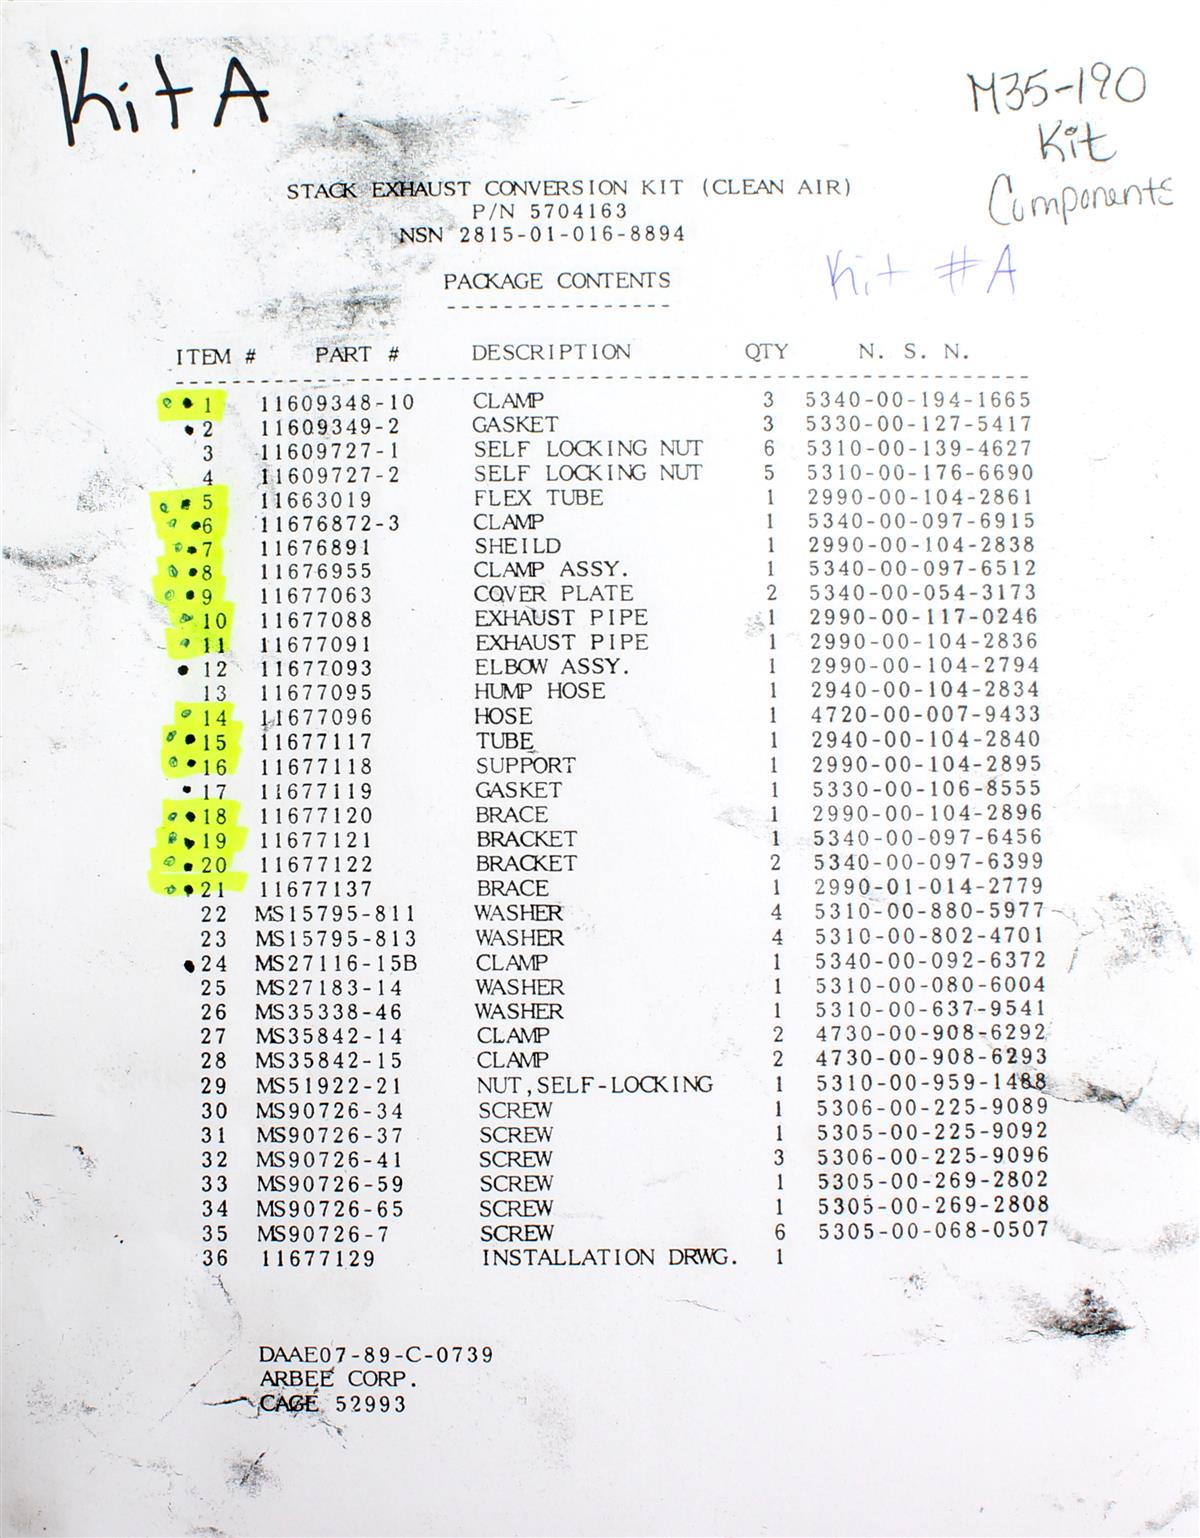 Kit A
M35-190
Kit
Components
STACK EXHAUST CONVERSION KIT (CLEAN AIR)
P/N 5704163
NSN 2815-01-016-8894
Kit #A
PACKAGE CONTENTS
ITEM # PART # DESCRIPTION QTY N. S. N.
1 11609348-10 CLAMP 3 5340-00-194-1665
2 11609349-2 GASKET 3 5330-00-127-5417
3 11609727-1 SELF LOCKING NUT 6 5310-00-139-4627
4 11609727-2 SELF LOCKING NUT 5 5310-00-176-6690
5 11663019 FLEX TUBE 1 2990-00-104-2861
6 11676872-3 CLAMP 1 5340-00-097-6915
7 11676891 SHEILD 1 2990-00-104-2838
8 11676955 CLAMP ASSY. 1 5340-00-097-6512
9 11677063 COVER PLATE 2 5340-00-054-3173
10 11677088 EXHAUST PIPE 1 2990-00-117-0246
11 11677091 EXHAUST PIPE 1 2990-00-104-2836
12 11677093 ELBOW ASSY. 1 2990-00-104-2794
13 11677095 HUMP HOSE 1 2940-00-104-2834
14 11677096 HOSE 1 4720-00-007-9433
15 11677117 TUBE 1 2940-00-104-2840
16 11677118 SUPPORT 1 2990-00-104-2895
17 11677119 GASKET 1 5330-00-106-8555
18 11677120 BRACE 1 2990-00-104-2896
19 11677121 BRACKET 1 5340-00-097-6456
20 11677122 BRACKET 2 5340-00-097-6399
21 11677137 BRACE 1 2990-01-014-2779
22 MS15795-811 WASHER 4 5310-00-880-5977
23 MS15795-813 WASHER 4 5310-00-802-4701
24 MS27116-15B CLAMP 1 5340-00-092-6372
25 MS27183-14 WASHER 1 5310-00-080-6004
26 MS35338-46 WASHER 1 5310-00-637-9541
27 MS35842-14 CLAMP 2 4730-00-908-6292
28 MS35842-15 CLAMP 2 4730-00-908-6293
29 MS51922-21 NUT,SELF-LOCKING 1 5310-00-959-1488
30 MS90726-34 SCREW 1 5306-00-225-9089
31 MS90726-37 SCREW 1 5305-00-225-9092
32 MS90726-41 SCREW 3 5306-00-225-9096
33 MS90726-59 SCREW 1 5305-00-269-2802
34 MS90726-65 SCREW 1 5305-00-269-2808
35 MS90726-7 SCREW 6 5305-00-068-0507
36 11677129 INSTALLATION DRWG. 1
DAAE07-89-C-0739
ARBEE CORP.
CAGE 52993